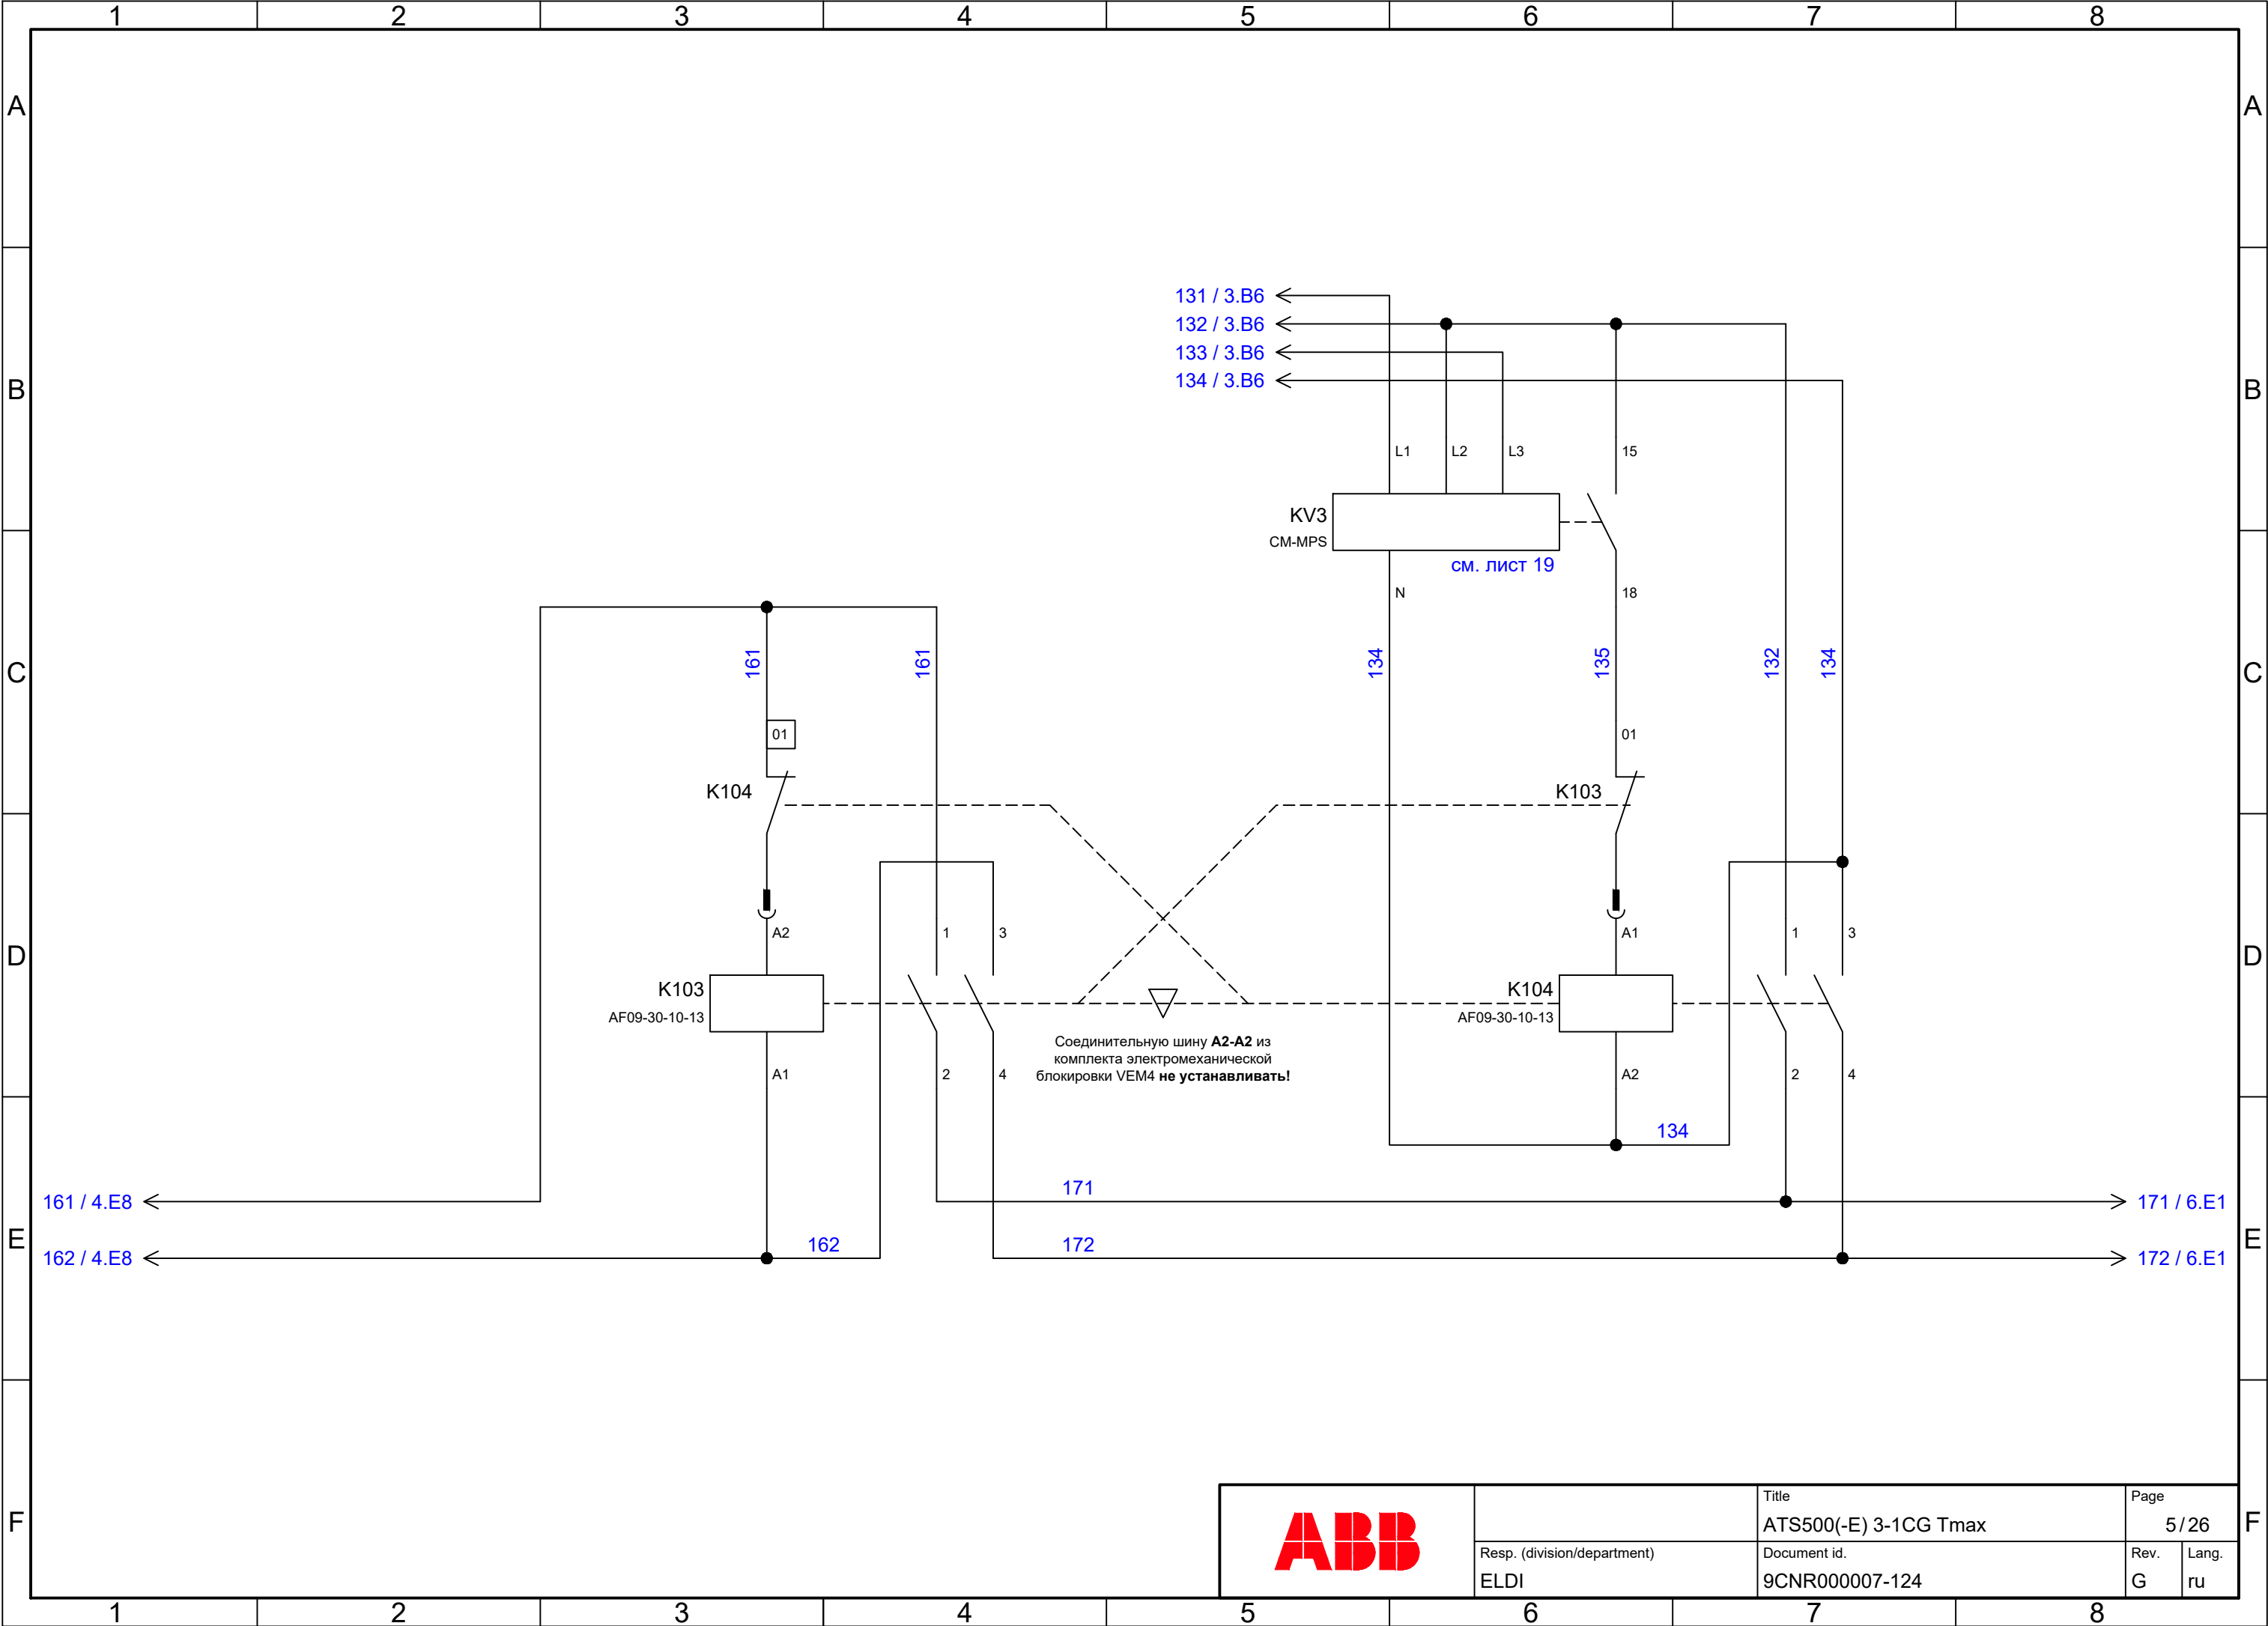 1 2 3 4 5 6 7 8
A A
131 / 3.B6
132 / 3.B6
133 / 3.B6
134 / 3.B6
B B
L1 L2 L3 15
KV3
CM-MPS
см. лист 19
N 18
C 161 161 134 135 132 134 C
01 01
K104 K103
A2 1 3 A1 1 3
D D
K103 K104
AF09-30-10-13 AF09-30-10-13
Соединительную шину A2-A2 из
комплекта электромеханической
блокировки VEM4 не устанавливать!
A1 2 4 A2 2 4
134
171
161 / 4.E8 171 / 6.E1
E E
162 172
162 / 4.E8 172 / 6.E1
F F
ABB
Title
ATS500(-E) 3-1CG Tmax
Page
5/26
Resp. (division/department)
ELDI
Document id.
9CNR000007-124
Rev.
G
Lang.
ru
1 2 3 4 5 6 7 8